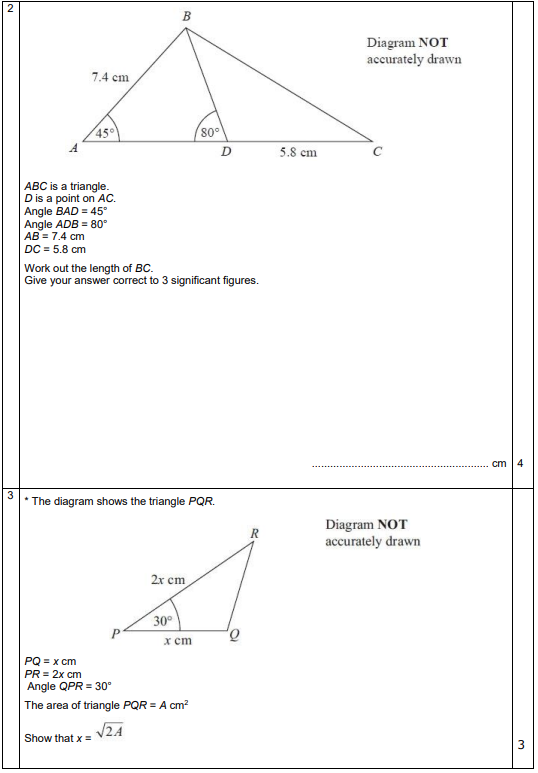 2
B
Diagram NOT
accurately drawn
7.4 cm
45°
80°
A
D
5.8 cm
C
ABC is a triangle.
D is a point on AC.
Angle BAD = 45°
Angle ADB = 80°
AB = 7.4 cm
DC = 5.8 cm
Work out the length of BC.
Give your answer correct to 3 significant figures.
.......................................................... cm
4
3
* The diagram shows the triangle PQR.
Diagram NOT
accurately drawn
R
2x cm
30°
P
x cm
Q
PQ = x cm
PR = 2x cm
Angle QPR = 30°
The area of triangle PQR = A cm²
Show that x = √2A
3